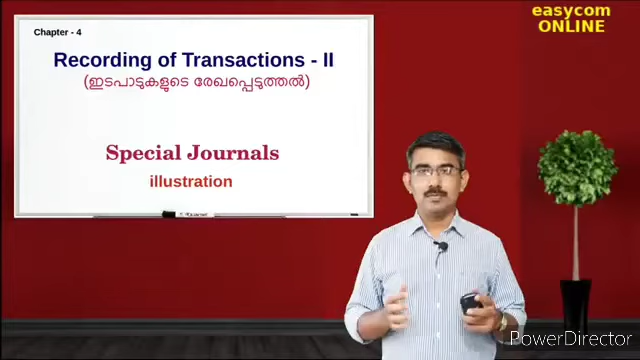 easycom
ONLINE
Chapter - 4
Recording of Transactions - II
(ഇടപാടുകളുടെ രേഖപ്പെടുത്തൽ)
Special Journals
illustration
PowerDirector